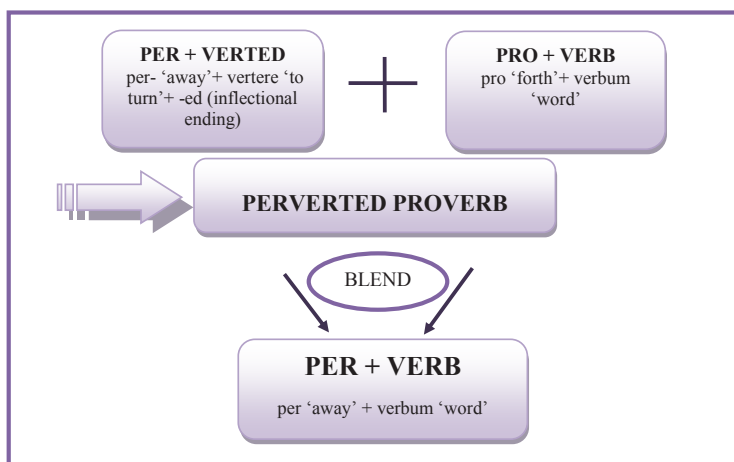 PER + VERTED
per- ‘away’+ vertere ‘to
turn’+ -ed (inflectional
ending)
PRO + VERB
pro ‘forth’+ verbum
‘word’
PERVERTED PROVERB
BLEND
PER + VERB
per ‘away’ + verbum ‘word’